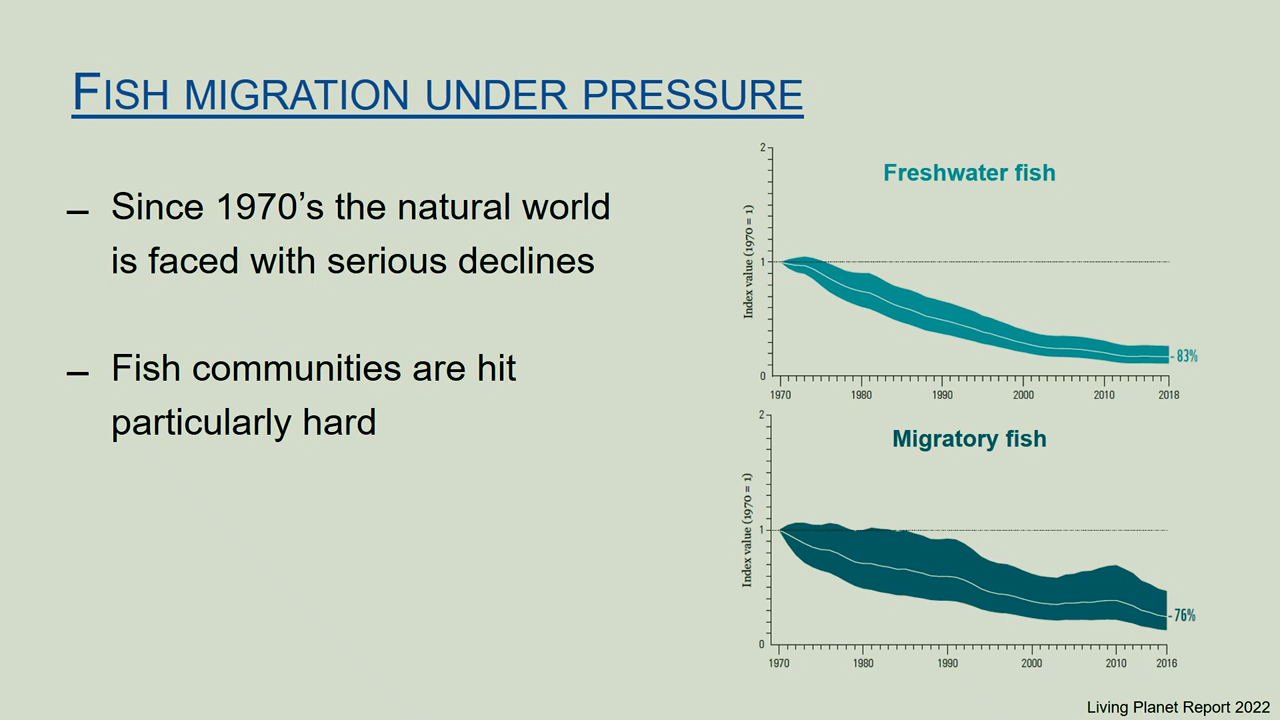 FISH MIGRATION UNDER PRESSURE
– Since 1970’s the natural world
is faced with serious declines
– Fish communities are hit
particularly hard
Freshwater fish
Index value (1970 = 1)
2
1
0
- 83%
1970 1980 1990 2000 2010 2018
Migratory fish
Index value (1970 = 1)
2
1
0
- 76%
1970 1980 1990 2000 2010 2016
Living Planet Report 2022